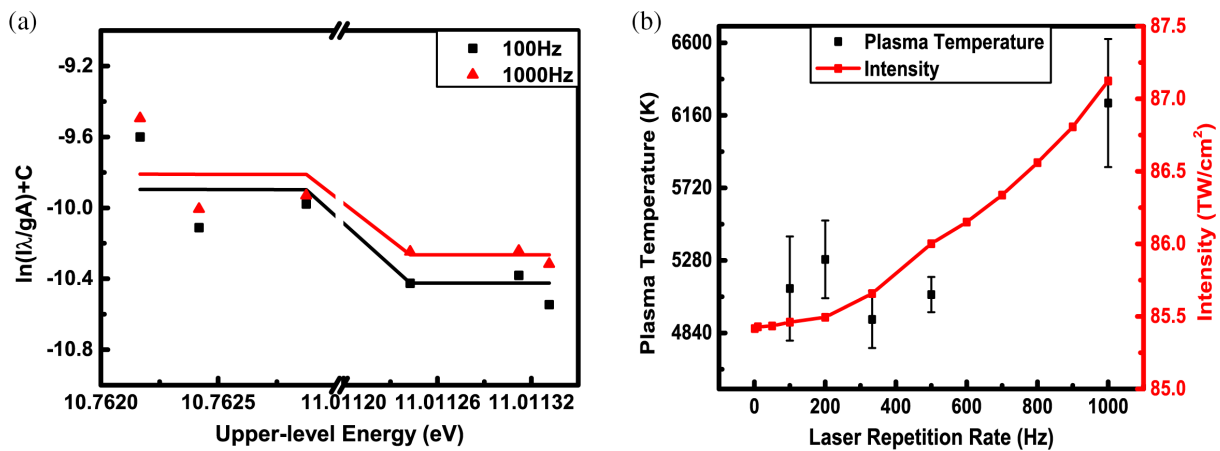 (a)
100Hz
1000Hz
-9.2
-9.6
-10.0
-10.4
-10.8
ln(Iλ/gA)+C
10.7620 10.7625 11.01120 11.01126 11.01132
Upper-level Energy (eV)
(b)
Plasma Temperature
Intensity
6600
6160
5720
5280
4840
Plasma Temperature (K)
87.5
87.0
86.5
86.0
85.5
85.0
Intensity (TW/cm²)
0 200 400 600 800 1000
Laser Repetition Rate (Hz)